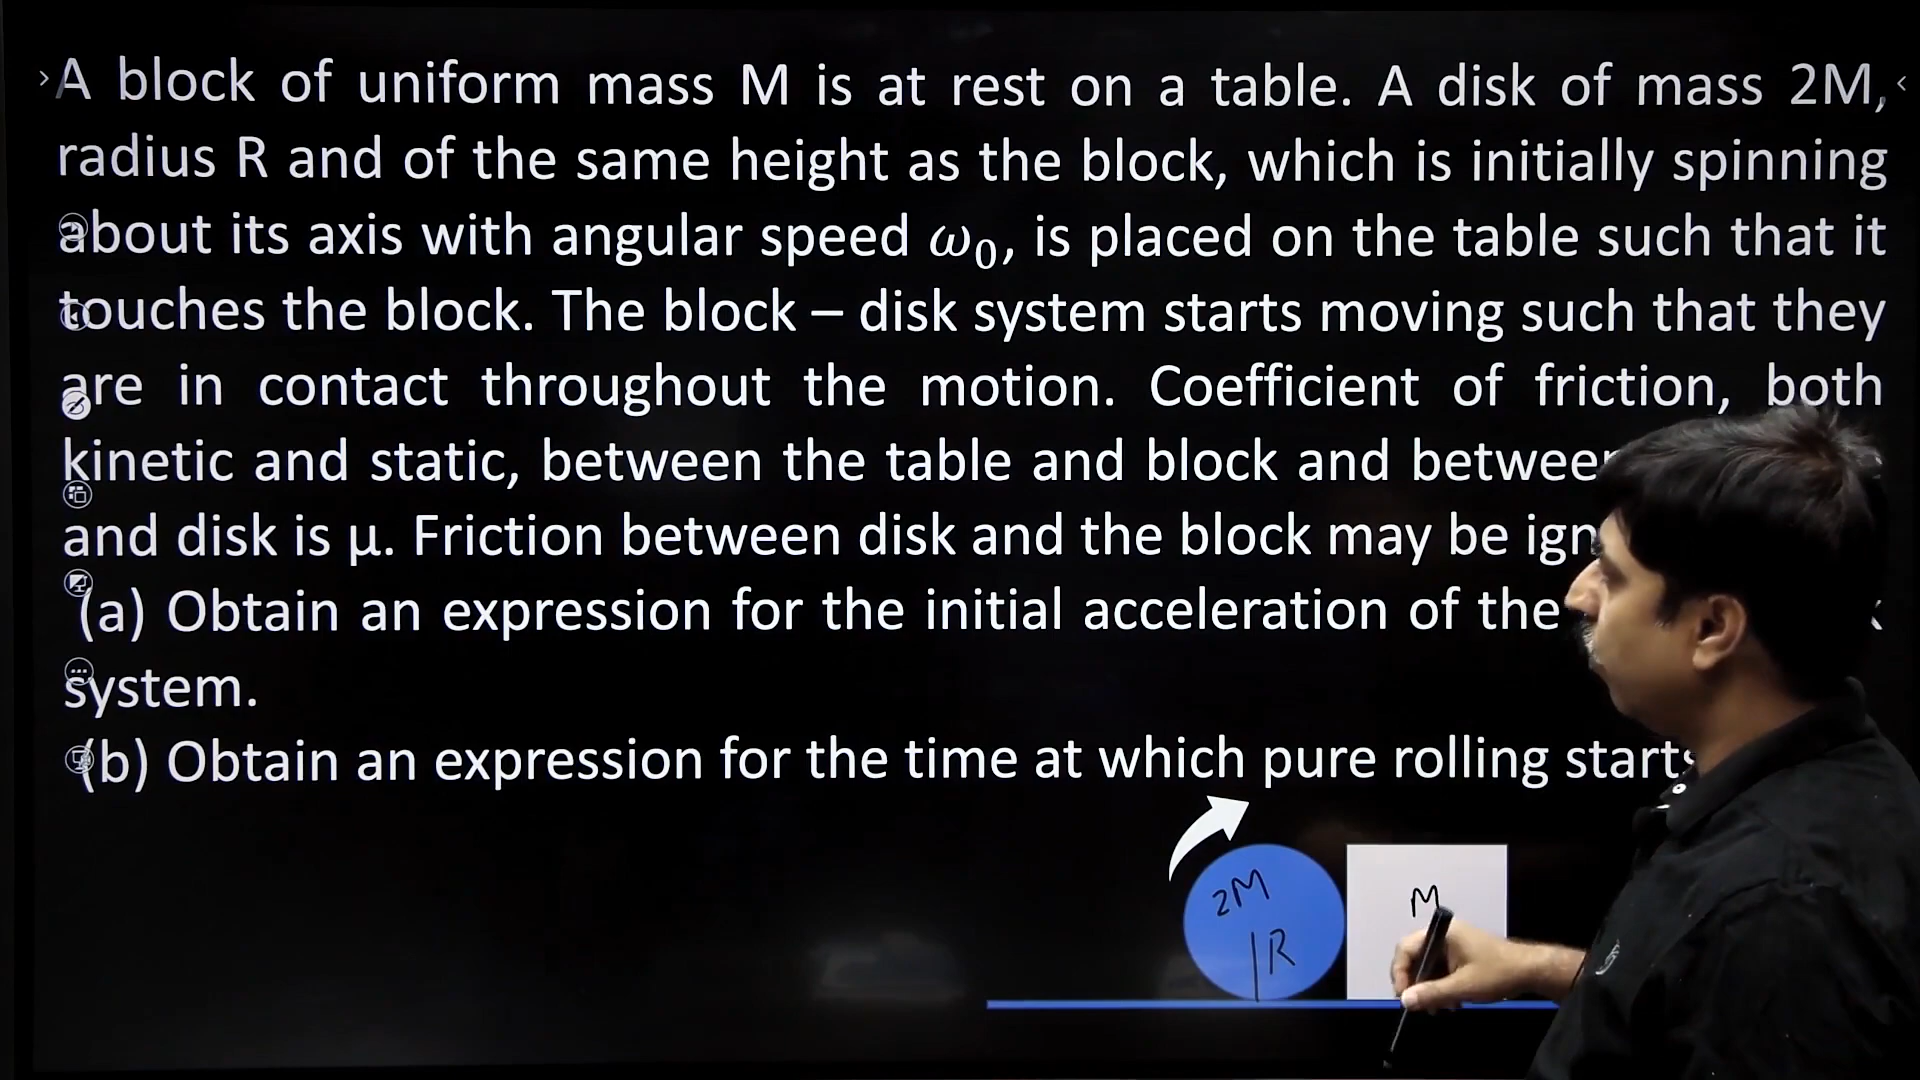 A block of uniform mass M is at rest on a table. A disk of mass 2M,
radius R and of the same height as the block, which is initially spinning
about its axis with angular speed ω₀, is placed on the table such that it
touches the block. The block – disk system starts moving such that they
are in contact throughout the motion. Coefficient of friction, both
kinetic and static, between the table and block and between
and disk is μ. Friction between disk and the block may be ign
(a) Obtain an expression for the initial acceleration of the
system.
(b) Obtain an expression for the time at which pure rolling starts
2M
R
M